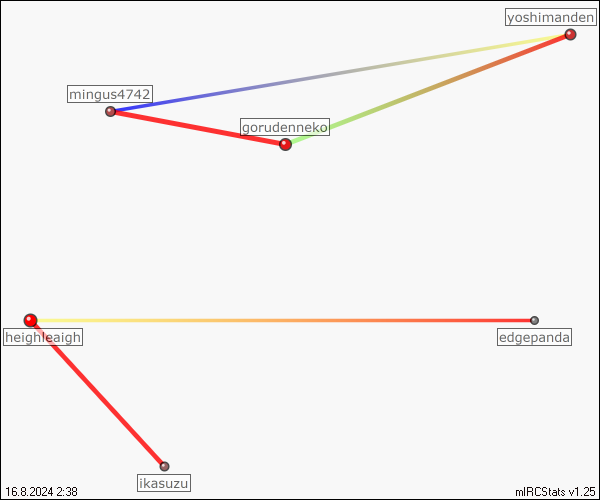 yoshimanden
mingus4742
gorudenneko
heighleaigh
edgepanda
ikasuzu
16.8.2024 2:38
mIRCStats v1.25